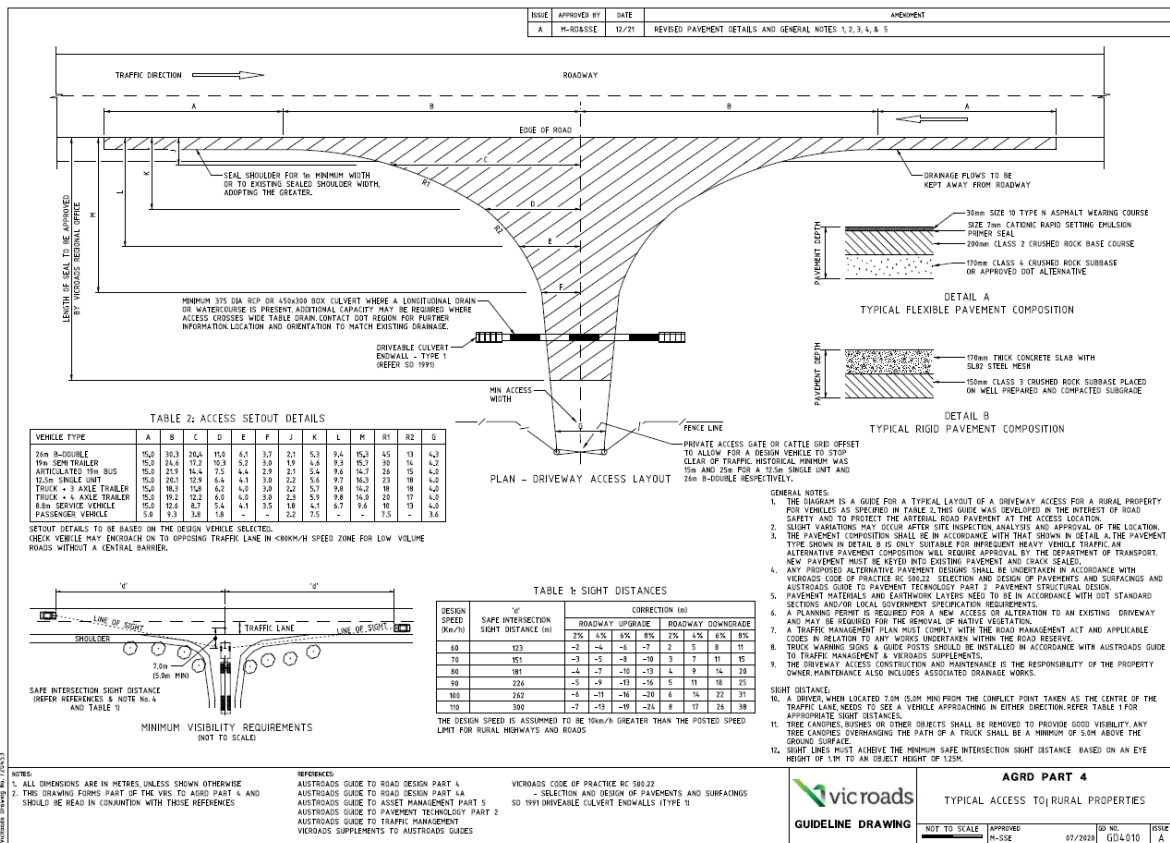 ISSUE APPROVED BY DATE AMENDMENT
A M-RD&SSE 12/21 REVISED PAVEMENT DETAILS AND GENERAL NOTES 1, 2, 3, 4, & 5
TRAFFIC DIRECTION
ROADWAY
A B B A
EDGE OF ROAD
J
K
L
M
C
R1
D
R2
E
F
SEAL SHOULDER FOR 1m MINIMUM WIDTH
OR TO EXISTING SEALED SHOULDER WIDTH,
ADOPTING THE GREATER.
DRAINAGE FLOWS TO BE
KEPT AWAY FROM ROADWAY
LENGTH OF SEAL TO BE APPROVED
BY VICROADS REGIONAL OFFICE
MINIMUM 375 DIA RCP OR 450x300 BOX CULVERT WHERE A LONGITUDINAL DRAIN
OR WATERCOURSE IS PRESENT. ADDITIONAL CAPACITY MAY BE REQUIRED WHERE
ACCESS CROSSES WIDE TABLE DRAIN. CONTACT DOT REGION FOR FURTHER
INFORMATION. LOCATION AND ORIENTATION TO MATCH EXISTING DRAINAGE.
DRIVEABLE CULVERT
ENDWALL - TYPE 1
(REFER SD 1991)
MIN ACCESS
WIDTH
G
FENCE LINE
PRIVATE ACCESS GATE OR CATTLE GRID OFFSET
TO ALLOW FOR A DESIGN VEHICLE TO STOP
CLEAR OF TRAFFIC. HISTORICAL MINIMUM WAS
15m AND 25m FOR A 12.5m SINGLE UNIT AND
26m B-DOUBLE RESPECTIVELY.
PLAN - DRIVEWAY ACCESS LAYOUT
PAVEMENT DEPTH
30mm SIZE 10 TYPE N ASPHALT WEARING COURSE
SIZE 7mm CATIONIC RAPID SETTING EMULSION
PRIMER SEAL
200mm CLASS 2 CRUSHED ROCK BASE COURSE
170mm CLASS 4 CRUSHED ROCK SUBBASE
OR APPROVED DOT ALTERNATIVE
DETAIL A
TYPICAL FLEXIBLE PAVEMENT COMPOSITION
PAVEMENT DEPTH
170mm THICK CONCRETE SLAB WITH
SL82 STEEL MESH
150mm CLASS 3 CRUSHED ROCK SUBBASE PLACED
ON WELL PREPARED AND COMPACTED SUBGRADE
DETAIL B
TYPICAL RIGID PAVEMENT COMPOSITION
TABLE 2: ACCESS SETOUT DETAILS
VEHICLE TYPE A B C D E F J K L M R1 R2 G
26m B-DOUBLE 15.0 30.3 20.4 11.0 6.1 3.7 2.1 5.3 9.4 15.3 45 13 4.3
19m SEMI TRAILER 15.0 24.6 17.2 10.3 5.2 3.0 1.9 4.6 9.3 15.7 30 14 4.2
ARTICULATED 19m BUS 15.0 21.9 14.4 7.5 4.4 2.9 2.1 5.4 9.6 14.7 26 15 4.0
12.5m SINGLE UNIT 15.0 20.1 12.9 6.4 4.1 3.0 2.2 5.6 9.7 16.3 23 18 4.0
TRUCK + 3 AXLE TRAILER 15.0 18.3 11.8 6.2 4.0 3.0 2.2 5.7 9.8 14.2 18 18 4.0
TRUCK + 4 AXLE TRAILER 15.0 19.2 12.2 6.0 4.0 3.0 2.3 5.9 9.8 14.0 20 17 4.0
8.8m SERVICE VEHICLE 15.0 12.6 8.7 5.4 4.1 3.5 1.8 4.1 6.7 9.6 10 13 4.0
PASSENGER VEHICLE 5.0 9.3 3.8 1.8 - - 2.2 7.5 - - 7.5 - 3.6
SETOUT DETAILS TO BE BASED ON THE DESIGN VEHICLE SELECTED.
CHECK VEHICLE MAY ENCROACH ON TO OPPOSING TRAFFIC LANE IN <80KM/H SPEED ZONE FOR LOW VOLUME
ROADS WITHOUT A CENTRAL BARRIER.
'd' 'd'
LINE OF SIGHT
LINE OF SIGHT
TRAFFIC LANE
SHOULDER
7.0m
(5.0m MIN)
SAFE INTERSECTION SIGHT DISTANCE
(REFER REFERENCES & NOTE No.4
AND TABLE 1)
MINIMUM VISIBILITY REQUIREMENTS
(NOT TO SCALE)
TABLE 1: SIGHT DISTANCES
DESIGN SPEED (Km/h) 'd' SAFE INTERSECTION SIGHT DISTANCE (m) CORRECTION (m)
ROADWAY UPGRADE ROADWAY DOWNGRADE
2% 4% 6% 8% 2% 4% 6% 8%
60 123 -2 -4 -6 -7 2 5 8 11
70 151 -3 -5 -8 -10 3 7 11 15
80 181 -4 -7 -10 -13 4 9 14 20
90 226 -5 -9 -13 -16 5 11 18 25
100 262 -6 -11 -16 -20 6 14 22 31
110 300 -7 -13 -19 -24 8 17 26 38
THE DESIGN SPEED IS ASSUMMED TO BE 10km/h GREATER THAN THE POSTED SPEED
LIMIT FOR RURAL HIGHWAYS AND ROADS
GENERAL NOTES:
1. THE DIAGRAM IS A GUIDE FOR A TYPICAL LAYOUT OF A DRIVEWAY ACCESS FOR A RURAL PROPERTY
FOR VEHICLES AS SPECIFIED IN TABLE 2. THIS GUIDE WAS DEVELOPED IN THE INTEREST OF ROAD
SAFETY AND TO PROTECT THE ARTERIAL ROAD PAVEMENT AT THE ACCESS LOCATION.
2. SLIGHT VARIATIONS MAY OCCUR AFTER SITE INSPECTION, ANALYSIS AND APPROVAL OF THE LOCATION.
3. THE PAVEMENT COMPOSITION SHALL BE IN ACCORDANCE WITH THAT SHOWN IN DETAIL A. THE PAVEMENT
TYPE SHOWN IN DETAIL B IS ONLY SUITABLE FOR INFREQUENT HEAVY VEHICLE TRAFFIC. AN
ALTERNATIVE PAVEMENT COMPOSITION WILL REQUIRE APPROVAL BY THE DEPARTMENT OF TRANSPORT.
NEW PAVEMENT MUST BE KEYED INTO EXISTING PAVEMENT AND CRACK SEALED.
4. ANY PROPOSED ALTERNATIVE PAVEMENT DESIGNS SHALL BE UNDERTAKEN IN ACCORDANCE WITH
VICROADS CODE OF PRACTICE RC 500.22 SELECTION AND DESIGN OF PAVEMENTS AND SURFACINGS AND
AUSTROADS GUIDE TO PAVEMENT TECHNOLOGY PART 2 PAVEMENT STRUCTURAL DESIGN.
5. PAVEMENT MATERIALS AND EARTHWORK LAYERS NEED TO BE IN ACCORDANCE WITH DOT STANDARD
SECTIONS AND/OR LOCAL GOVERNMENT SPECIFICATION REQUIREMENTS.
6. A PLANNING PERMIT IS REQUIRED FOR A NEW ACCESS OR ALTERATION TO AN EXISTING DRIVEWAY
AND MAY BE REQUIRED FOR THE REMOVAL OF NATIVE VEGETATION.
7. A TRAFFIC MANAGEMENT PLAN MUST COMPLY WITH THE ROAD MANAGEMENT ACT AND APPLICABLE
CODES IN RELATION TO ANY WORKS UNDERTAKEN WITHIN THE ROAD RESERVE.
8. TRUCK WARNING SIGNS & GUIDE POSTS SHOULD BE INSTALLED IN ACCORDANCE WITH AUSTROADS GUIDE
TO TRAFFIC MANAGEMENT & VICROADS SUPPLEMENTS.
9. THE DRIVEWAY ACCESS CONSTRUCTION AND MAINTENANCE IS THE RESPONSIBILITY OF THE PROPERTY
OWNER. MAINTENANCE ALSO INCLUDES ASSOCIATED DRAINAGE WORKS.
SIGHT DISTANCE:
10. A DRIVER, WHEN LOCATED 7.0M (5.0M MIN) FROM THE CONFLICT POINT TAKEN AS THE CENTRE OF THE
TRAFFIC LANE, NEEDS TO SEE A VEHICLE APPROACHING IN EITHER DIRECTION. REFER TABLE 1 FOR
APPROPRIATE SIGHT DISTANCES.
11. TREE CANOPIES, BUSHES OR OTHER OBJECTS SHALL BE REMOVED TO PROVIDE GOOD VISIBILITY. ANY
TREE CANOPIES OVERHANGING THE PATH OF A TRUCK SHALL BE A MINIMUM OF 5.0M ABOVE THE
GROUND SURFACE.
12. SIGHT LINES MUST ACHEIVE THE MINIMUM SAFE INTERSECTION SIGHT DISTANCE BASED ON AN EYE
HEIGHT OF 1.1M TO AN OBJECT HEIGHT OF 1.25M.
NOTES:
1. ALL DIMENSIONS ARE IN METRES, UNLESS SHOWN OTHERWISE
2. THIS DRAWING FORMS PART OF THE VRS TO AGRD PART 4 AND
SHOULD BE READ IN CONJUNTION WITH THOSE REFERENCES
REFERENCES:
AUSTROADS GUIDE TO ROAD DESIGN PART 4
AUSTROADS GUIDE TO ROAD DESIGN PART 4A
AUSTROADS GUIDE TO ASSET MANAGEMENT PART 5
AUSTROADS GUIDE TO PAVEMENT TECHNOLOGY PART 2
AUSTROADS GUIDE TO TRAFFIC MANAGEMENT
VICROADS SUPPLEMENTS TO AUSTROADS GUIDES
VICROADS CODE OF PRACTICE RC 500.22
- SELECTION AND DESIGN OF PAVEMENTS AND SURFACINGS
SD 1991 DRIVEABLE CULVERT ENDWALLS (TYPE 1)
vicroads
GUIDELINE DRAWING
AGRD PART 4
TYPICAL ACCESS TO RURAL PROPERTIES
NOT TO SCALE APPROVED M-SSE 07/2020 GD NO. GD4010 ISSUE A
VicRoads Drawing No.